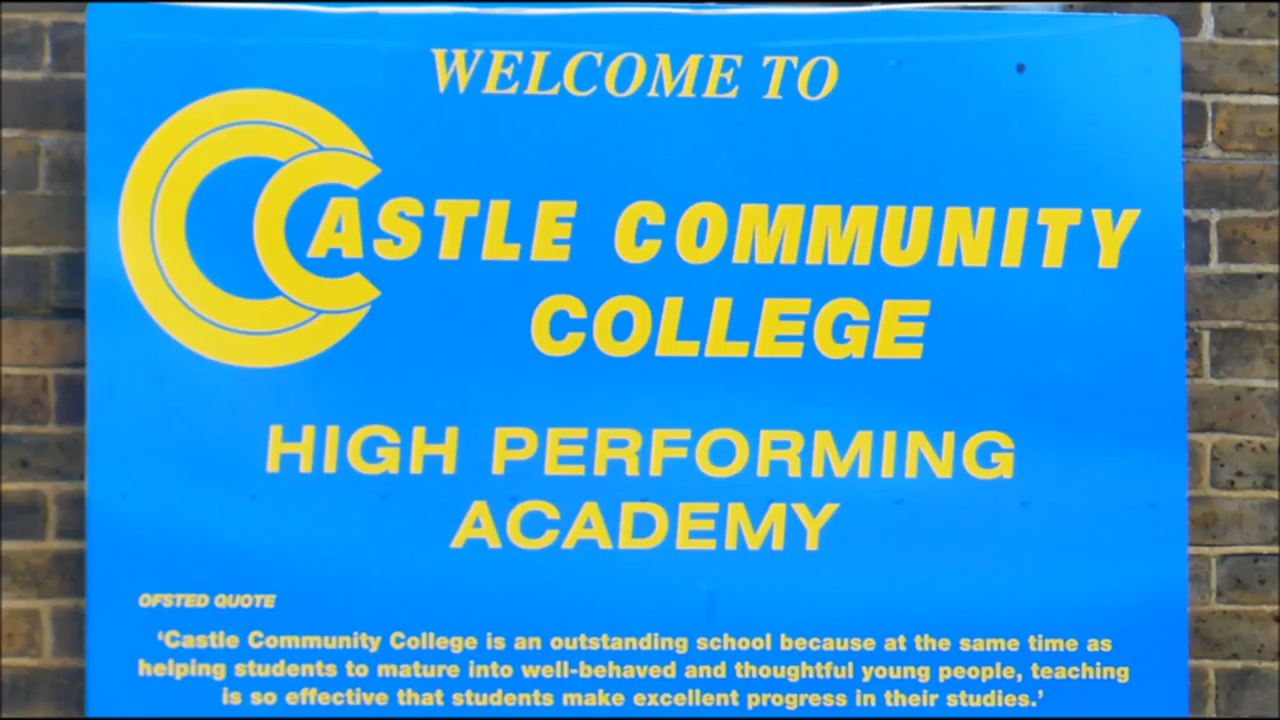 WELCOME TO
CASTLE COMMUNITY
COLLEGE
HIGH PERFORMING
ACADEMY
OFSTED QUOTE
‘Castle Community College is an outstanding school because at the same time as
helping students to mature into well-behaved and thoughtful young people, teaching
is so effective that students make excellent progress in their studies.’